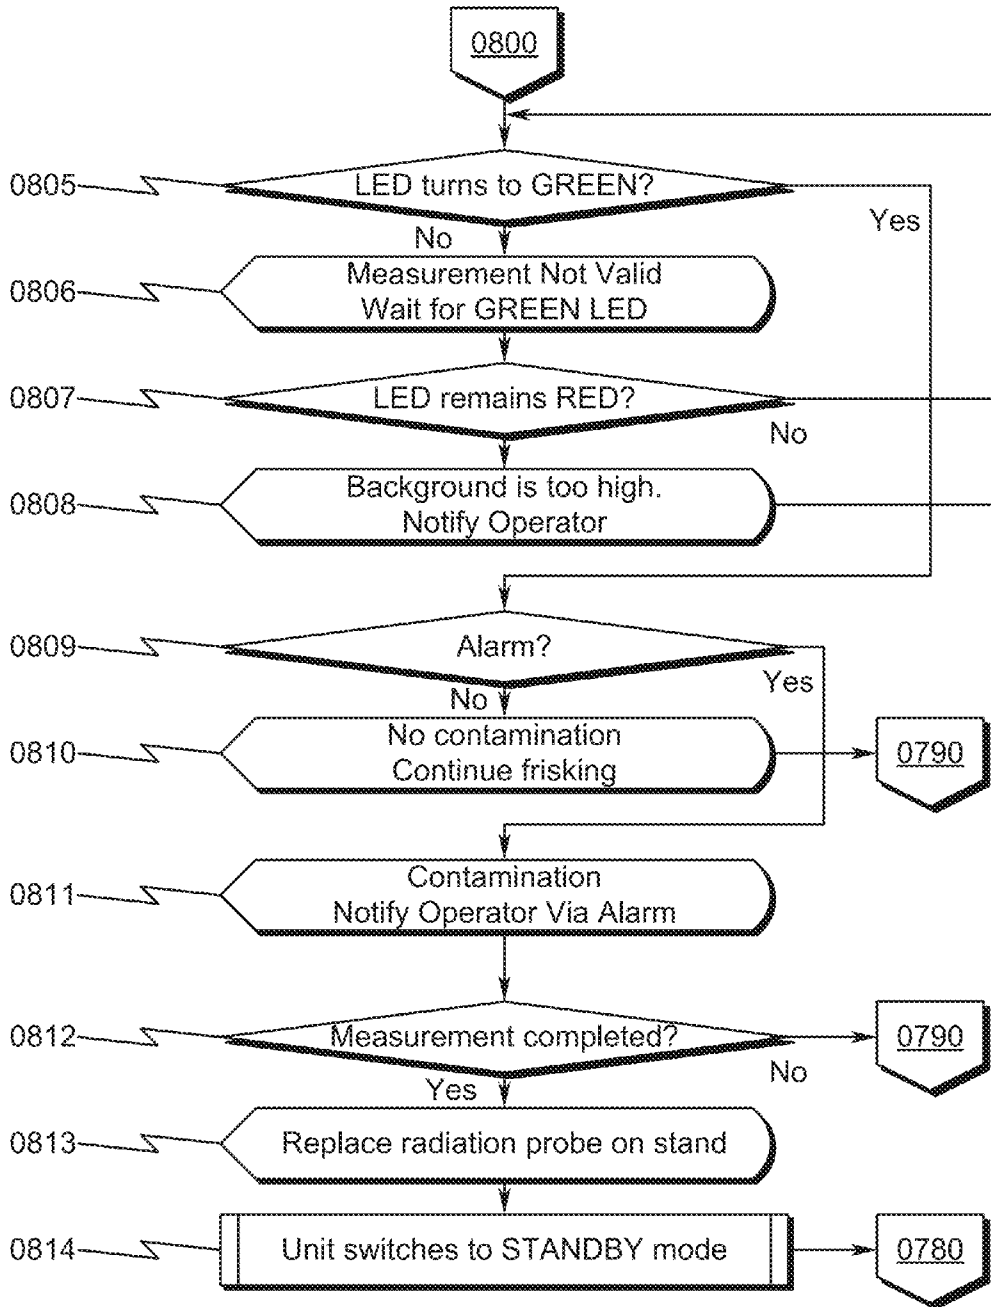 0800
0805
LED turns to GREEN?
Yes
No
0806
Measurement Not Valid
Wait for GREEN LED
0807
LED remains RED?
No
0808
Background is too high.
Notify Operator
0809
Alarm?
Yes
No
0810
No contamination
Continue frisking
0790
0811
Contamination
Notify Operator Via Alarm
0812
Measurement completed?
0790
No
Yes
0813
Replace radiation probe on stand
0814
Unit switches to STANDBY mode
0780